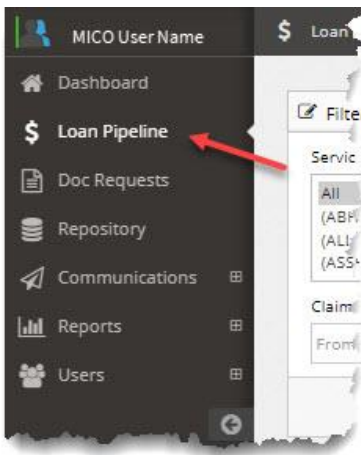 MICO User Name
$ Loan
Dashboard
$ Loan Pipeline
Doc Requests
Repository
Communications
Reports
Users
Filte
Servic
All
(ABF
(ALL
(ASS
Claim
From